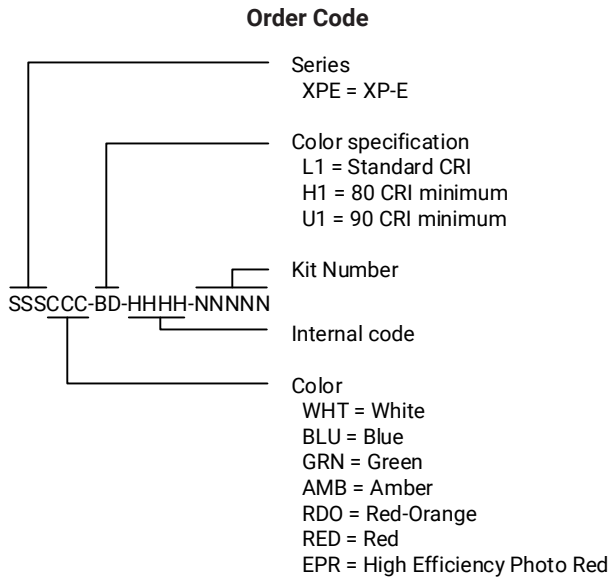 Order Code
Series
XPE = XP-E
Color specification
L1 = Standard CRI
H1 = 80 CRI minimum
U1 = 90 CRI minimum
Kit Number
SSSCCC-BD-HHHH-NNNNN
Internal code
Color
WHT = White
BLU = Blue
GRN = Green
AMB = Amber
RDO = Red-Orange
RED = Red
EPR = High Efficiency Photo Red